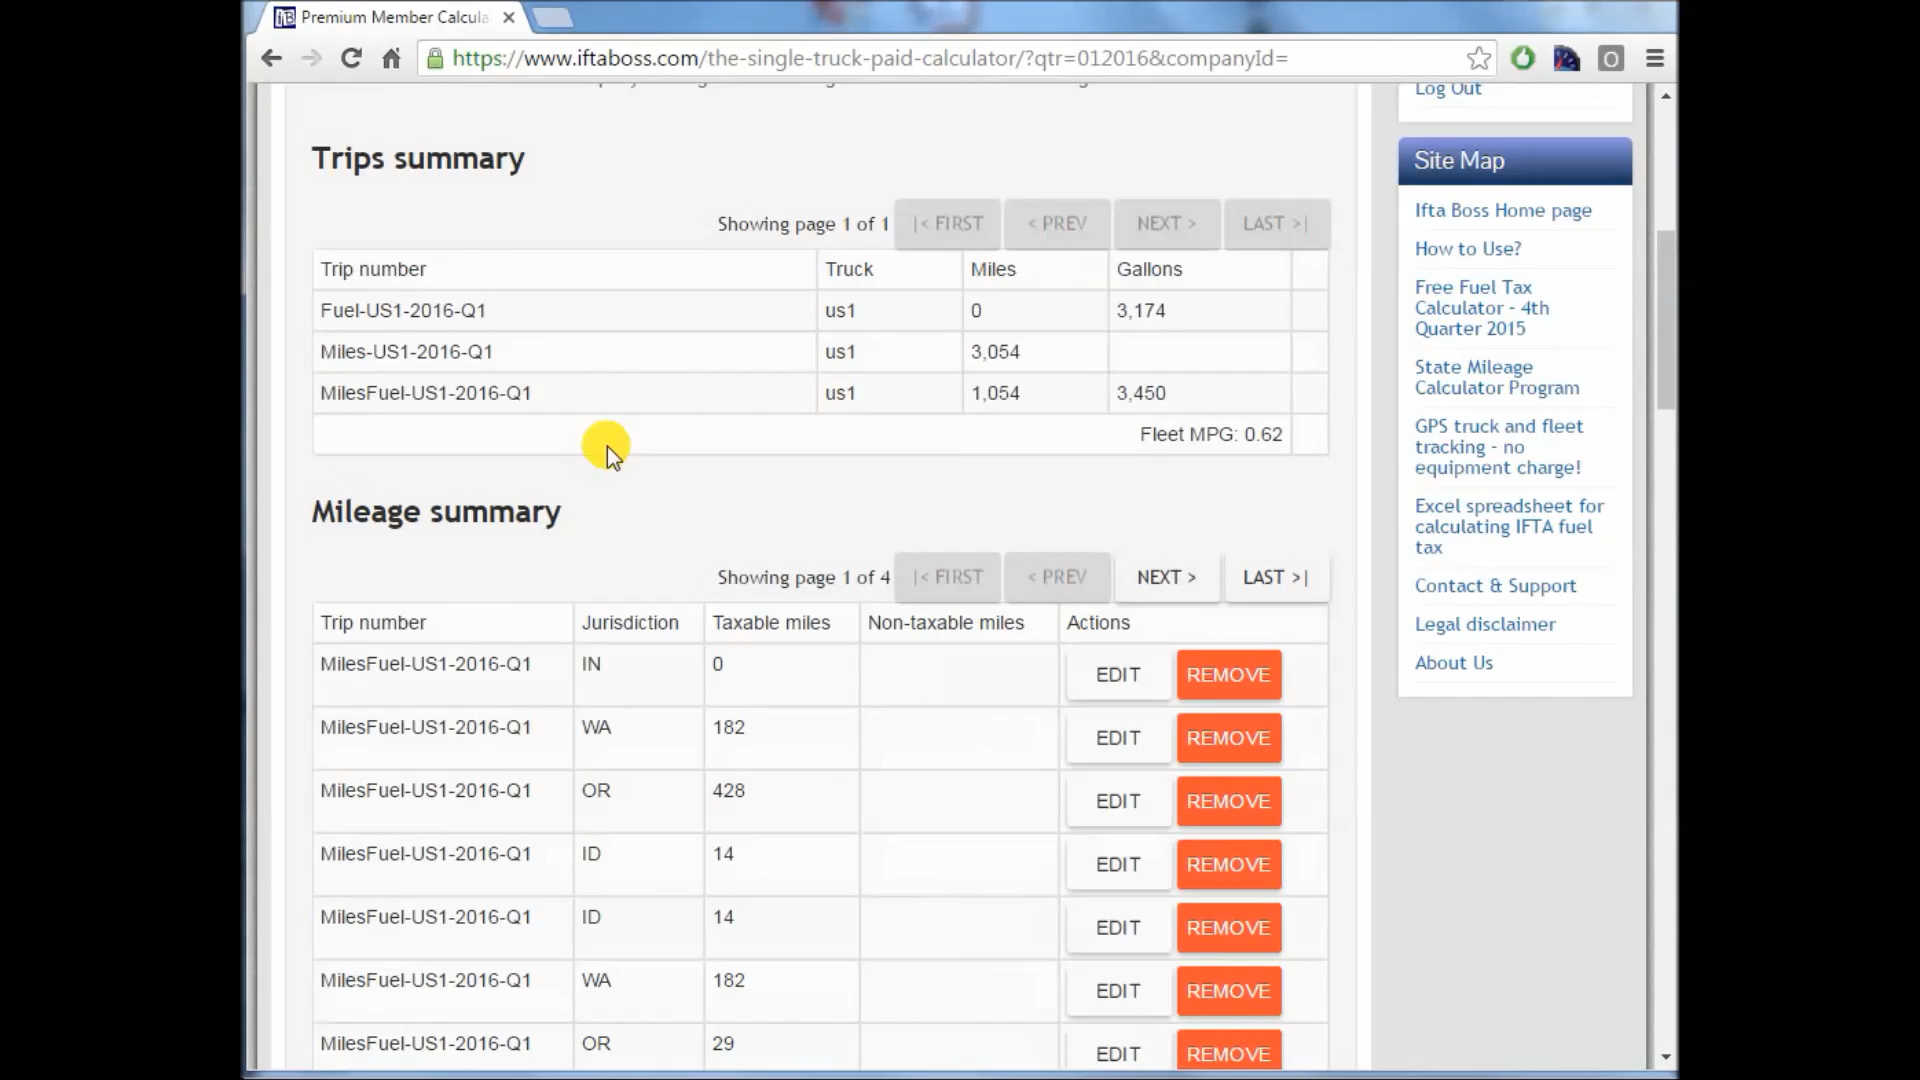 Premium Member Calcula
https://www.iftaboss.com/the-single-truck-paid-calculator/?qtr=012016&companyId=
Log Out
Trips summary
Showing page 1 of 1 |< FIRST < PREV NEXT > LAST >|
Trip number Truck Miles Gallons
Fuel-US1-2016-Q1 us1 0 3,174
Miles-US1-2016-Q1 us1 3,054
MilesFuel-US1-2016-Q1 us1 1,054 3,450
Fleet MPG: 0.62
Mileage summary
Showing page 1 of 4 |< FIRST < PREV NEXT > LAST >|
Trip number Jurisdiction Taxable miles Non-taxable miles Actions
MilesFuel-US1-2016-Q1 IN 0 EDIT REMOVE
MilesFuel-US1-2016-Q1 WA 182 EDIT REMOVE
MilesFuel-US1-2016-Q1 OR 428 EDIT REMOVE
MilesFuel-US1-2016-Q1 ID 14 EDIT REMOVE
MilesFuel-US1-2016-Q1 ID 14 EDIT REMOVE
MilesFuel-US1-2016-Q1 WA 182 EDIT REMOVE
MilesFuel-US1-2016-Q1 OR 29 EDIT REMOVE
Site Map
Ifta Boss Home page
How to Use?
Free Fuel Tax
Calculator - 4th
Quarter 2015
State Mileage
Calculator Program
GPS truck and fleet
tracking - no
equipment charge!
Excel spreadsheet for
calculating IFTA fuel
tax
Contact & Support
Legal disclaimer
About Us